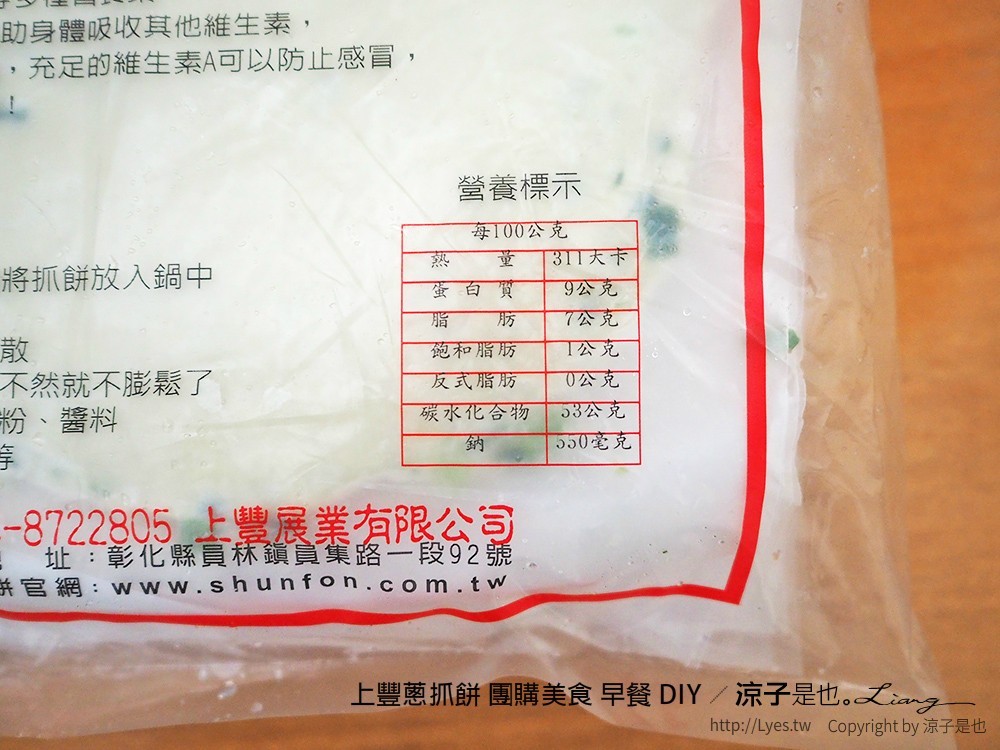 助身體吸收其他維生素，
，充足的維生素A可以防止感冒，
！
將抓餅放入鍋中
散
不然就不膨鬆了
粉、醬料
等
營養標示
每100公克
熱量 311大卡
蛋白質 9公克
脂肪 7公克
飽和脂肪 1公克
反式脂肪 0公克
碳水化合物 53公克
鈉 550毫克
-8722805 上豐展業有限公司
址：彰化縣員林鎮員集路一段92號
餅官網：www.shunfon.com.tw
上豐蔥抓餅 團購美食 早餐 DIY ／ 涼子是也。Liang
http://Lyes.tw Copyright by 涼子是也